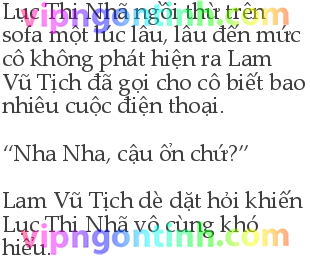 Lục Thi Nhã ngồi thừ trên
sofa một lúc lâu, lâu đến mức
cô không phát hiện ra Lam
Vũ Tịch đã gọi cho cô biết bao
nhiêu cuộc điện thoại.
“Nha Nha, cậu ổn chứ?”
Lam Vũ Tịch dè dặt hỏi khiến
Lục Thi Nhã vô cùng khó
hiểu.
vipngontinh.com
vipngontinh.com
vipngontinh.com